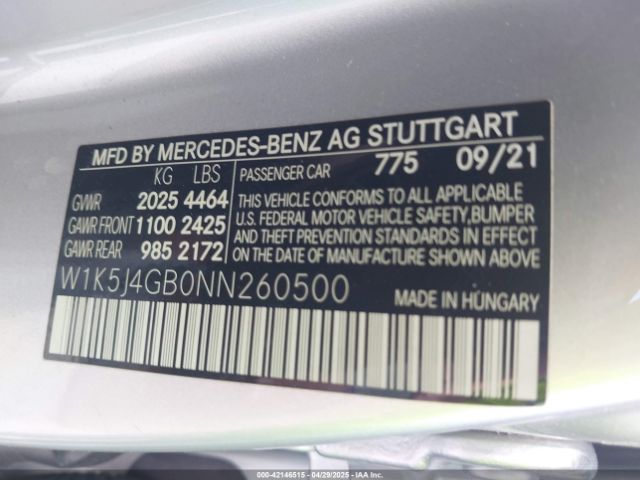 MFD BY MERCEDES-BENZ AG STUTTGART
KG LBS PASSENGER CAR 775 09/21
GVWR 2025 4464
GAWR FRONT 1100 2425
GAWR REAR 985 2172
THIS VEHICLE CONFORMS TO ALL APPLICABLE
U.S. FEDERAL MOTOR VEHICLE SAFETY, BUMPER
AND THEFT PREVENTION STANDARDS IN EFFECT
ON THE DATE OF MANUFACTURE SHOWN ABOVE.
W1K5J4GB0NN260500 MADE IN HUNGARY
000-42146515 - 04/29/2025 - IAAI.COM